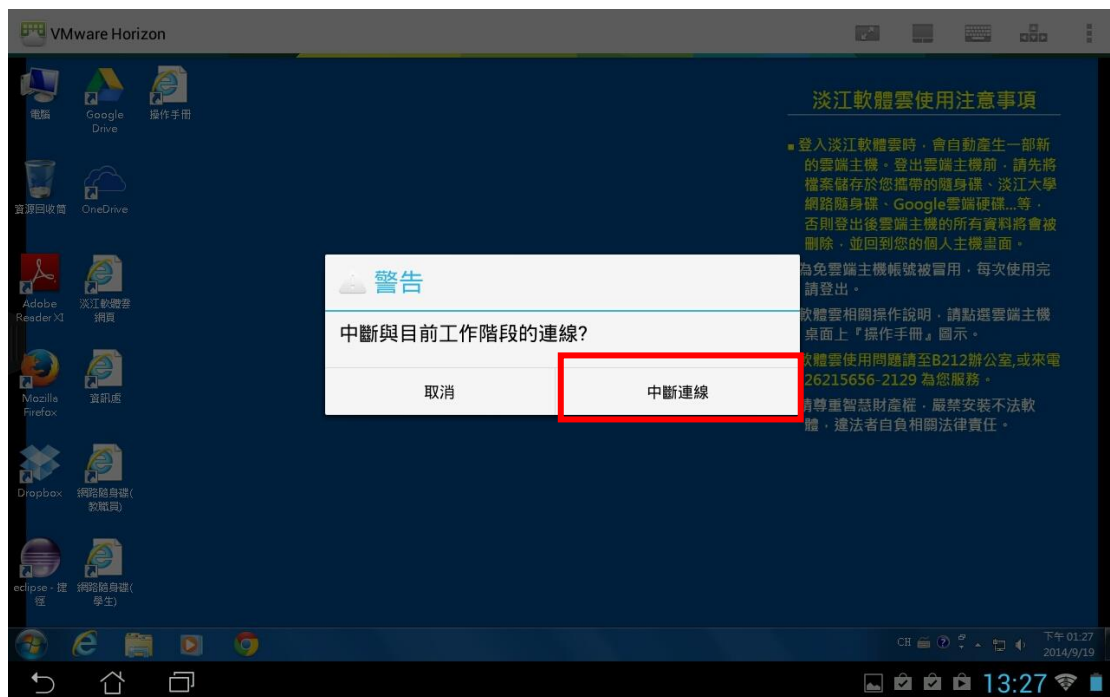 VMware Horizon
電腦
Google
Drive
操作手冊
資源回收筒
OneDrive
Adobe
Reader XI
淡江軟體雲
網頁
Mozilla
Firefox
資訊處
Dropbox
網路隨身碟(
教職員)
eclipse - 捷
徑
網路隨身碟(
學生)
淡江軟體雲使用注意事項
登入淡江軟體雲時，會自動產生一部新
的雲端主機。登出雲端主機前，請先將
檔案儲存於您攜帶的隨身碟、淡江大學
網路隨身碟、Google雲端硬碟...等，
否則登出後雲端主機的所有資料將會被
刪除，並回到您的個人主機畫面。
為免雲端主機帳號被冒用，每次使用完
請登出。
軟體雲相關操作說明，請點選雲端主機
桌面上『操作手冊』圖示。
軟體雲使用問題請至B212辦公室,或來電
26215656-2129 為您服務。
請尊重智慧財產權，嚴禁安裝不法軟
體，違法者自負相關法律責任。
警告
中斷與目前工作階段的連線?
取消
中斷連線
CH
下午 01:27
2014/9/19
13:27